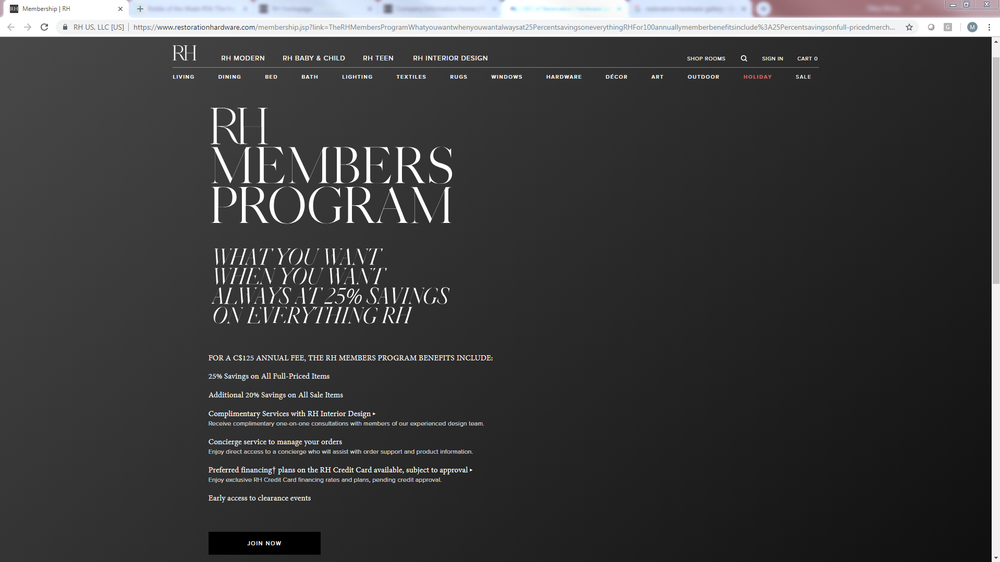 Membership | RH
RH US, LLC [US] | https://www.restorationhardware.com/membership.jsp?link=TheRHMembersProgramWhatyouwantwhenyouwantalwaysat25PercentsavingsoneverythingRHFor100annuallymemberbenefitsinclude%3A25Percentsavingsonfull-pricedmerch...
G
M
RH
RH MODERN RH BABY & CHILD RH TEEN RH INTERIOR DESIGN
SHOP ROOMS SIGN IN CART 0
LIVING DINING BED BATH LIGHTING TEXTILES RUGS WINDOWS HARDWARE DÉCOR ART OUTDOOR HOLIDAY SALE
RH
MEMBERS
PROGRAM
WHAT YOU WANT
WHEN YOU WANT
ALWAYS AT 25% SAVINGS
ON EVERYTHING RH
FOR A C$125 ANNUAL FEE, THE RH MEMBERS PROGRAM BENEFITS INCLUDE:
25% Savings on All Full-Priced Items
Additional 20% Savings on All Sale Items
Complimentary Services with RH Interior Design ▸
Receive complimentary one-on-one consultations with members of our experienced design team.
Concierge service to manage your orders
Enjoy direct access to a concierge who will assist with order support and product information.
Preferred financing† plans on the RH Credit Card available, subject to approval ▸
Enjoy exclusive RH Credit Card financing rates and plans, pending credit approval.
Early access to clearance events
JOIN NOW